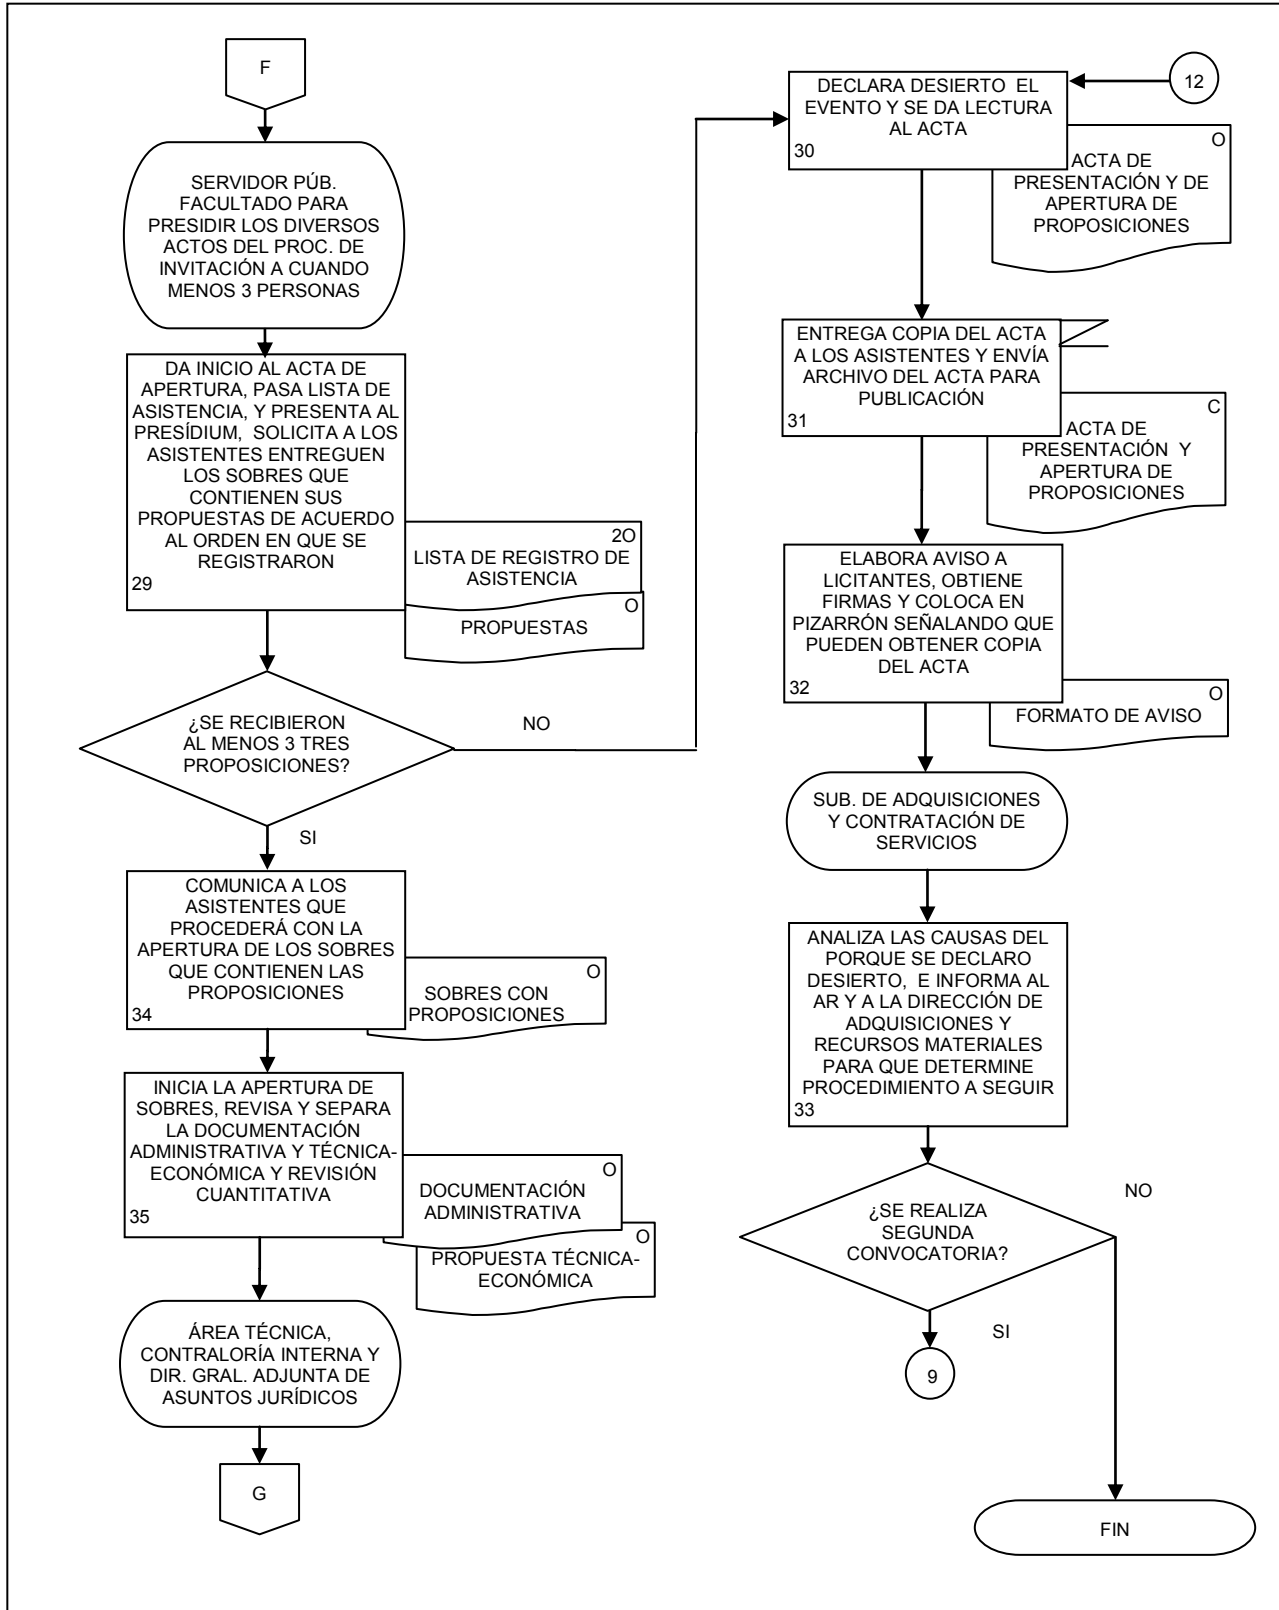 F
SERVIDOR PÚB.
FACULTADO PARA
PRESIDIR LOS DIVERSOS
ACTOS DEL PROC. DE
INVITACIÓN A CUANDO
MENOS 3 PERSONAS
DA INICIO AL ACTA DE
APERTURA, PASA LISTA DE
ASISTENCIA, Y PRESENTA AL
PRESÍDIUM, SOLICITA A LOS
ASISTENTES ENTREGUEN
LOS SOBRES QUE
CONTIENEN SUS
PROPUESTAS DE ACUERDO
AL ORDEN EN QUE SE
REGISTRARON
29
2O
LISTA DE REGISTRO DE
ASISTENCIA
O
PROPUESTAS
¿SE RECIBIERON
AL MENOS 3 TRES
PROPOSICIONES?
NO
SI
COMUNICA A LOS
ASISTENTES QUE
PROCEDERÁ CON LA
APERTURA DE LOS SOBRES
QUE CONTIENEN LAS
PROPOSICIONES
34
O
SOBRES CON
PROPOSICIONES
INICIA LA APERTURA DE
SOBRES, REVISA Y SEPARA
LA DOCUMENTACIÓN
ADMINISTRATIVA Y TÉCNICA-
ECONÓMICA Y REVISIÓN
CUANTITATIVA
35
O
DOCUMENTACIÓN
ADMINISTRATIVA
O
PROPUESTA TÉCNICA-
ECONÓMICA
ÁREA TÉCNICA,
CONTRALORÍA INTERNA Y
DIR. GRAL. ADJUNTA DE
ASUNTOS JURÍDICOS
G
12
DECLARA DESIERTO EL
EVENTO Y SE DA LECTURA
AL ACTA
30
O
ACTA DE
PRESENTACIÓN Y DE
APERTURA DE
PROPOSICIONES
ENTREGA COPIA DEL ACTA
A LOS ASISTENTES Y ENVÍA
ARCHIVO DEL ACTA PARA
PUBLICACIÓN
31
C
ACTA DE
PRESENTACIÓN Y
APERTURA DE
PROPOSICIONES
ELABORA AVISO A
LICITANTES, OBTIENE
FIRMAS Y COLOCA EN
PIZARRÓN SEÑALANDO QUE
PUEDEN OBTENER COPIA
DEL ACTA
32
O
FORMATO DE AVISO
SUB. DE ADQUISICIONES
Y CONTRATACIÓN DE
SERVICIOS
ANALIZA LAS CAUSAS DEL
PORQUE SE DECLARO
DESIERTO, E INFORMA AL
AR Y A LA DIRECCIÓN DE
ADQUISICIONES Y
RECURSOS MATERIALES
PARA QUE DETERMINE
PROCEDIMIENTO A SEGUIR
33
¿SE REALIZA
SEGUNDA
CONVOCATORIA?
NO
SI
9
FIN